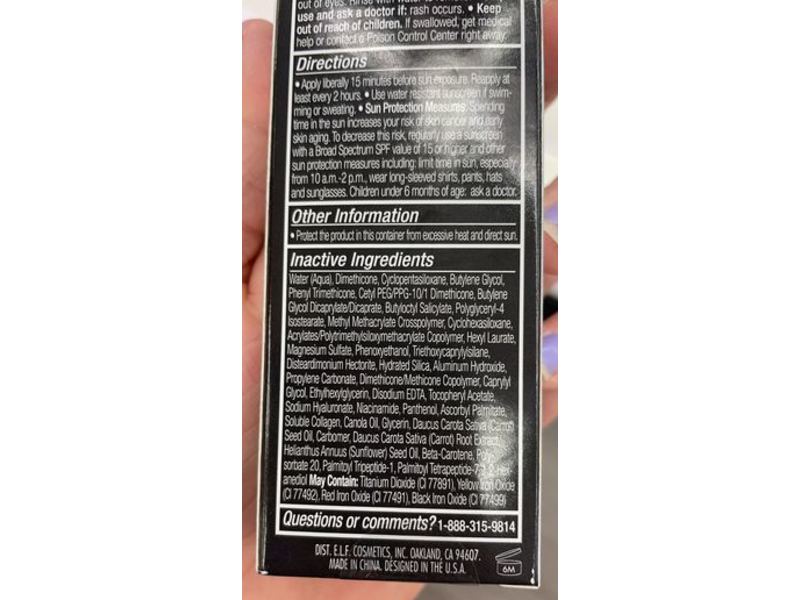 out of eyes. Rinse with water to remove.
use and ask a doctor if: rash occurs. • Keep
out of reach of children. If swallowed, get medical
help or contact a Poison Control Center right away.
Directions
• Apply liberally 15 minutes before sun exposure. Reapply at
least every 2 hours. • Use water resistant sunscreen if swim-
ming or sweating. • Sun Protection Measures. Spending
time in the sun increases your risk of skin cancer and early
skin aging. To decrease this risk, regularly use a sunscreen
with a Broad Spectrum SPF value of 15 or higher and other
sun protection measures including: limit time in sun, especially
from 10 a.m.-2 p.m., wear long-sleeved shirts, pants, hats
and sunglasses. Children under 6 months of age: ask a doctor.
Other Information
• Protect the product in this container from excessive heat and direct sun.
Inactive Ingredients
Water (Aqua), Dimethicone, Cyclopentasiloxane, Butylene Glycol,
Phenyl Trimethicone, Cetyl PEG/PPG-10/1 Dimethicone, Butylene
Glycol Dicaprylate/Dicaprate, Butyloctyl Salicylate, Polyglyceryl-4
Isostearate, Methyl Methacrylate Crosspolymer, Cyclohexasiloxane,
Acrylates/Polytrimethylsiloxymethacrylate Copolymer, Hexyl Laurate,
Magnesium Sulfate, Phenoxyethanol, Triethoxycaprylylsilane,
Disteardimonium Hectorite, Hydrated Silica, Aluminum Hydroxide,
Propylene Carbonate, Dimethicone/Methicone Copolymer, Caprylyl
Glycol, Ethylhexylglycerin, Disodium EDTA, Tocopheryl Acetate,
Sodium Hyaluronate, Niacinamide, Panthenol, Ascorbyl Palmitate,
Soluble Collagen, Canola Oil, Glycerin, Daucus Carota Sativa (Carrot)
Seed Oil, Carbomer, Daucus Carota Sativa (Carrot) Root Extract,
Helianthus Annuus (Sunflower) Seed Oil, Beta-Carotene, Poly-
sorbate 20, Palmitoyl Tripeptide-1, Palmitoyl Tetrapeptide-7, 1,2-Hex-
anediol May Contain: Titanium Dioxide (CI 77891), Yellow Iron Oxide
(CI 77492), Red Iron Oxide (CI 77491), Black Iron Oxide (CI 77499)
Questions or comments? 1-888-315-9814
DIST. E.L.F. COSMETICS, INC. OAKLAND, CA 94607.
MADE IN CHINA. DESIGNED IN THE U.S.A.
6M